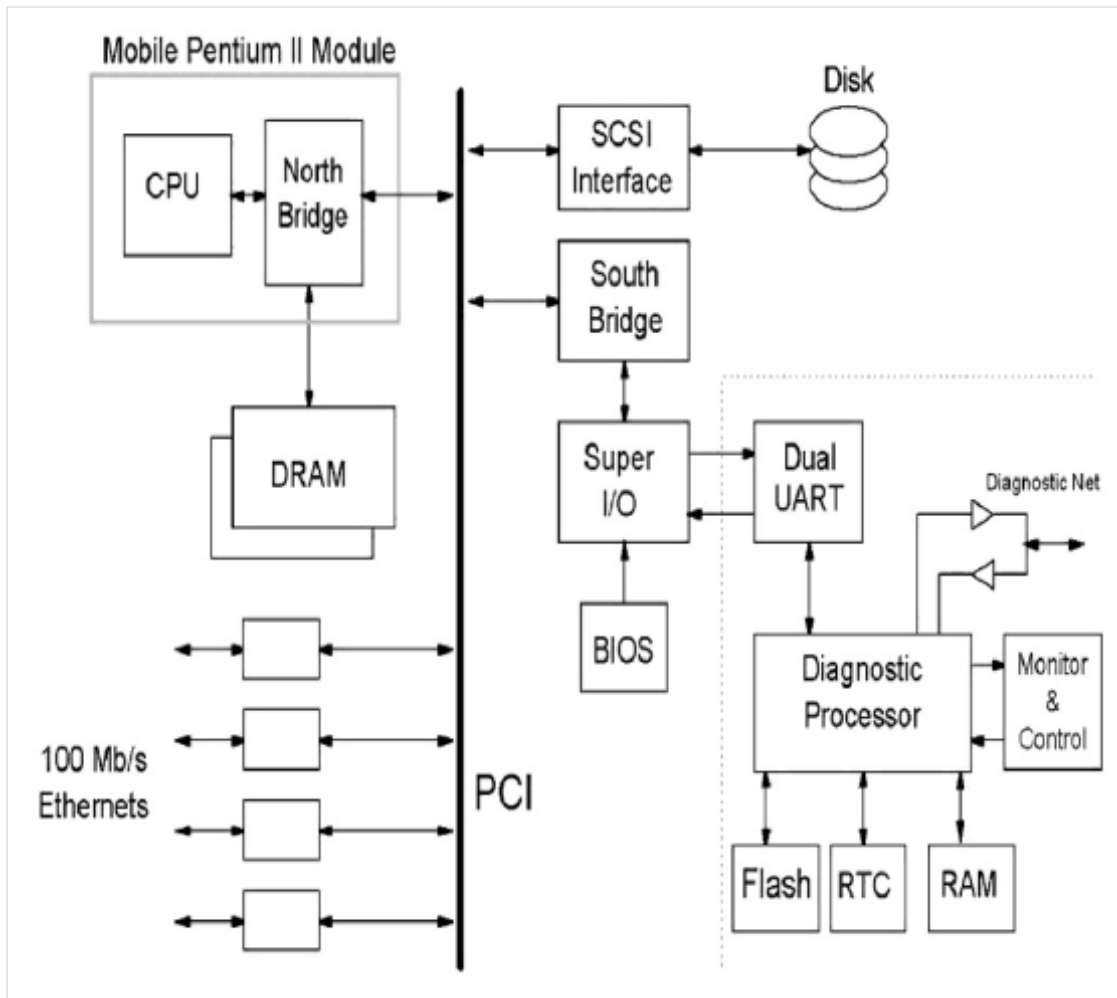 Mobile Pentium II Module
CPU
North
Bridge
DRAM
100 Mb/s
Ethernets
PCI
SCSI
Interface
Disk
South
Bridge
Super
I/O
BIOS
Dual
UART
Diagnostic Net
Diagnostic
Processor
Monitor
&
Control
Flash
RTC
RAM